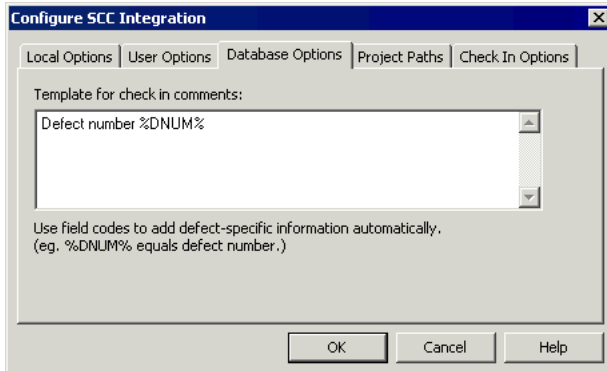 Configure SCC Integration
Local Options User Options Database Options Project Paths Check In Options
Template for check in comments:
Defect number %DNUM%
Use field codes to add defect-specific information automatically.
(eg. %DNUM% equals defect number.)
OK Cancel Help